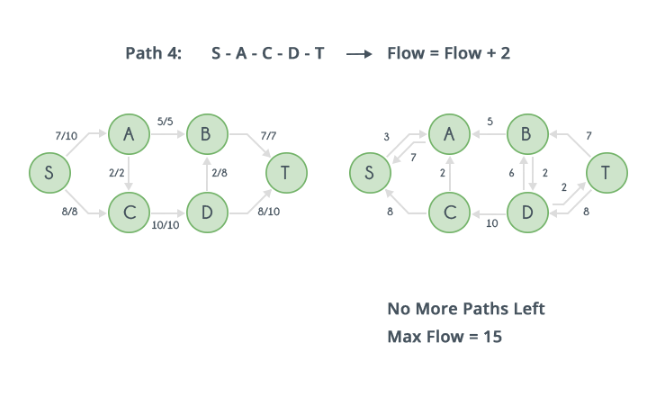 Path 4: S - A - C - D - T → Flow = Flow + 2
7/10
A
5/5
B
7/7
S
2/2
2/8
T
8/8
C
10/10
D
8/10
3
A
5
B
7
7
S
2
6
2
2
T
8
C
10
D
8
No More Paths Left
Max Flow = 15